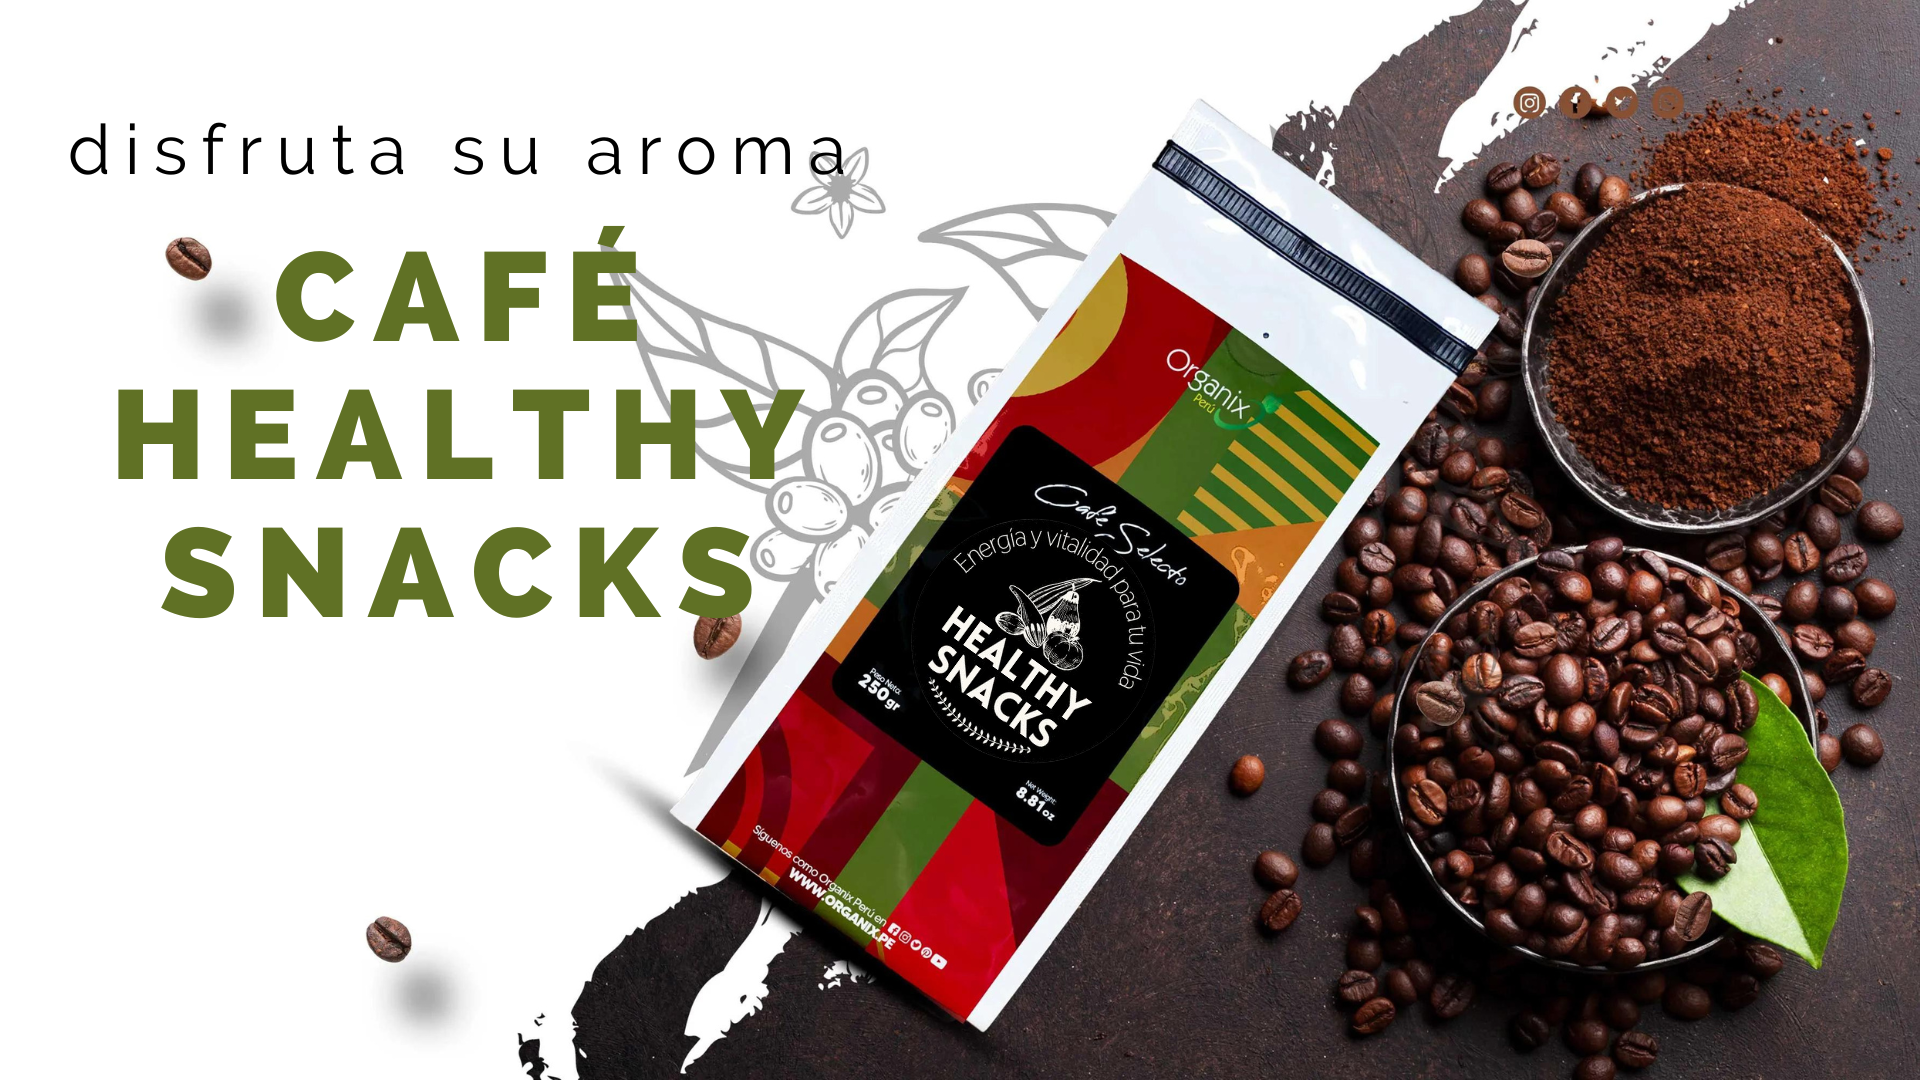 disfruta su aroma
CAFÉ
HEALTHY
SNACKS
Organix
Perú
Café Selecto
Energía y vitalidad para tu vida
HEALTHY
SNACKS
Peso Neto:
250gr
Net Weight:
8.81oz
Síguenos como Organix Perú en
WWW.ORGANIX.PE